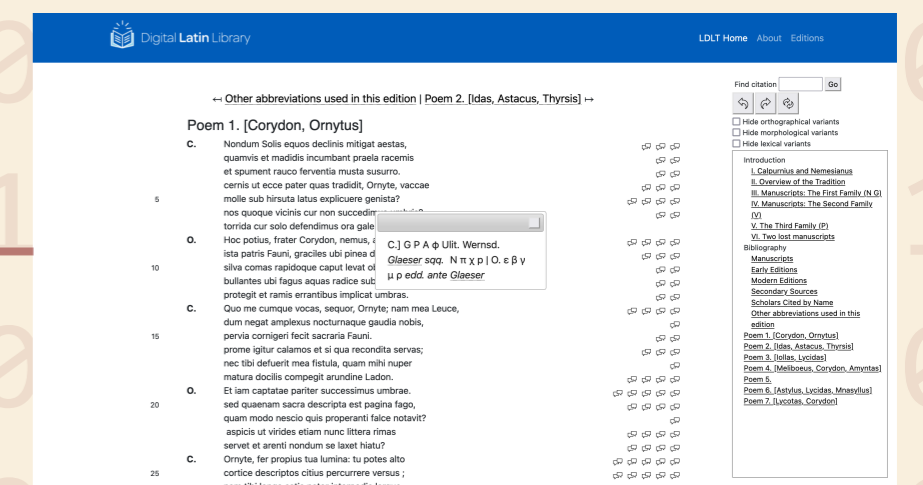 Digital Latin Library
LDLT Home About Editions
↤ Other abbreviations used in this edition | Poem 2. [Idas, Astacus, Thyrsis] ↦
Poem 1. [Corydon, Ornytus]
C. Nondum Solis equos declinis mitigat aestas,
quamvis et madidis incumbant praela racemis
et spument rauco ferventia musta susurro.
cernis ut ecce pater quas tradidit, Ornyte, vaccae
5 molle sub hirsuta latus explicuere genista?
nos quoque vicinis cur non succedimus umbris?
torrida cur solo defendimus ora gale
O. Hoc potius, frater Corydon, nemus, a
ista patris Fauni, graciles ubi pinea d
10 silva comas rapidoque caput levat ob
bullantes ubi fagus aquas radice sub
protegit et ramis errantibus implicat umbras.
C. Quo me cumque vocas, sequor, Ornyte; nam mea Leuce,
dum negat amplexus nocturnaque gaudia nobis,
15 pervia cornigeri fecit sacraria Fauni.
prome igitur calamos et si qua recondita servas;
nec tibi defuerit mea fistula, quam mihi nuper
matura docilis compegit arundine Ladon.
O. Et iam captatae pariter successimus umbrae.
20 sed quaenam sacra descripta est pagina fago,
quam modo nescio quis properanti falce notavit?
aspicis ut virides etiam nunc littera rimas
servet et arenti nondum se laxet hiatu?
C. Ornyte, fer propius tua lumina: tu potes alto
25 cortice descriptos citius percurrere versus ;
C.] G P A ф Ulit. Wernsd.
Glaeser sqq. N π χ p | O. ε β γ
μ ρ edd. ante Glaeser
Find citation Go
Hide orthographical variants
Hide morphological variants
Hide lexical variants
Introduction
I. Calpurnius and Nemesianus
II. Overview of the Tradition
III. Manuscripts: The First Family (N G)
IV. Manuscripts: The Second Family
(V)
V. The Third Family (P)
VI. Two lost manuscripts
Bibliography
Manuscripts
Early Editions
Modern Editions
Secondary Sources
Scholars Cited by Name
Other abbreviations used in this
edition
Poem 1. [Corydon, Ornytus]
Poem 2. [Idas, Astacus, Thyrsis]
Poem 3. [Iollas, Lycidas]
Poem 4. [Meliboeus, Corydon, Amyntas]
Poem 5.
Poem 6. [Astylus, Lycidas, Mnasyllus]
Poem 7. [Lycotas, Corydon]